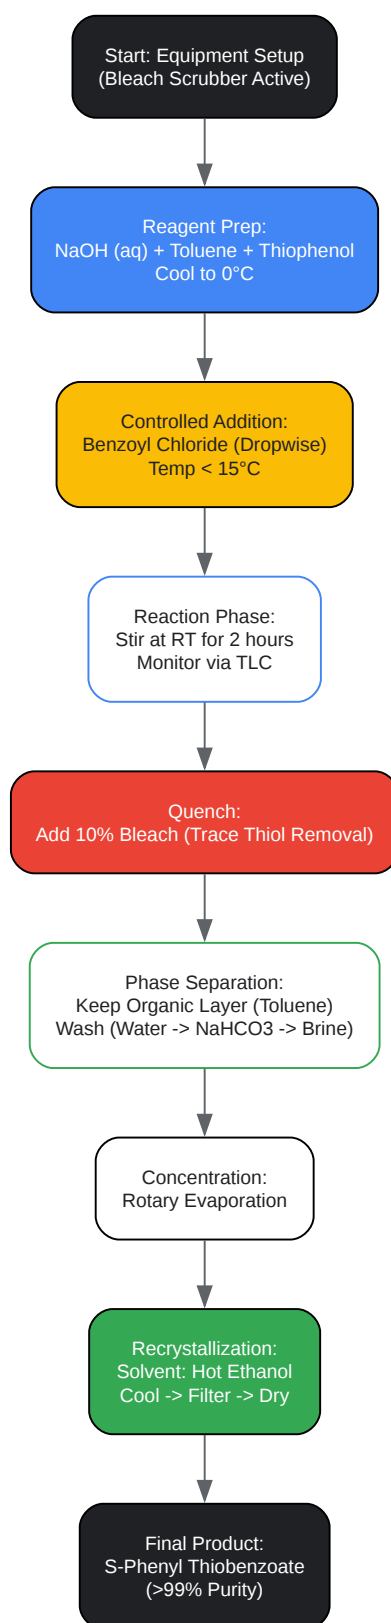 Start: Equipment Setup
(Bleach Scrubber Active)
Reagent Prep:
NaOH (aq) + Toluene + Thiophenol
Cool to 0°C
Controlled Addition:
Benzoyl Chloride (Dropwise)
Temp < 15°C
Reaction Phase:
Stir at RT for 2 hours
Monitor via TLC
Quench:
Add 10% Bleach (Trace Thiol Removal)
Phase Separation:
Keep Organic Layer (Toluene)
Wash (Water -> NaHCO3 -> Brine)
Concentration:
Rotary Evaporation
Recrystallization:
Solvent: Hot Ethanol
Cool -> Filter -> Dry
Final Product:
S-Phenyl Thiobenzoate
(>99% Purity)